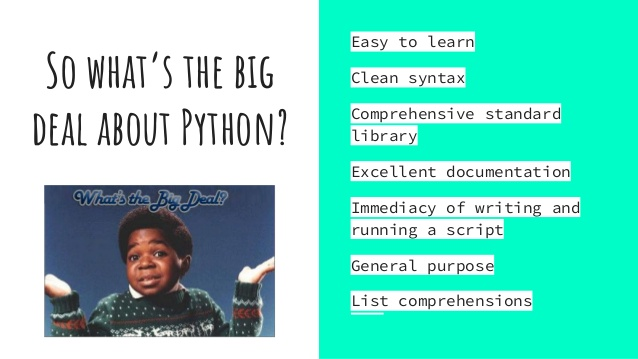 So what's the big
deal about Python?
What's the Big Deal?
Easy to learn
Clean syntax
Comprehensive standard
library
Excellent documentation
Immediacy of writing and
running a script
General purpose
List comprehensions